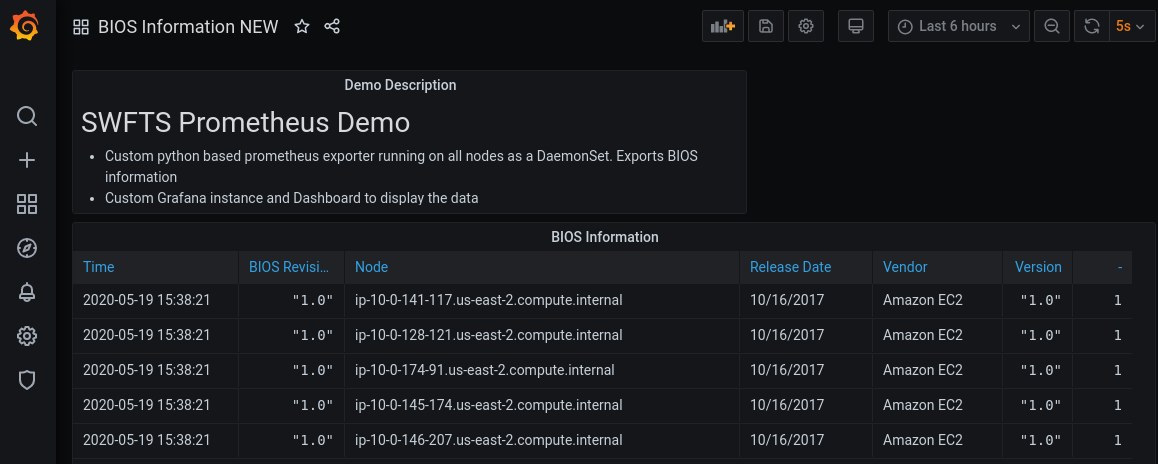 BIOS Information NEW
Last 6 hours
5s
Demo Description
SWFTS Prometheus Demo
• Custom python based prometheus exporter running on all nodes as a DaemonSet. Exports BIOS
information
• Custom Grafana instance and Dashboard to display the data
BIOS Information
Time BIOS Revisi... Node Release Date Vendor Version -
2020-05-19 15:38:21 "1.0" ip-10-0-141-117.us-east-2.compute.internal 10/16/2017 Amazon EC2 "1.0" 1
2020-05-19 15:38:21 "1.0" ip-10-0-128-121.us-east-2.compute.internal 10/16/2017 Amazon EC2 "1.0" 1
2020-05-19 15:38:21 "1.0" ip-10-0-174-91.us-east-2.compute.internal 10/16/2017 Amazon EC2 "1.0" 1
2020-05-19 15:38:21 "1.0" ip-10-0-145-174.us-east-2.compute.internal 10/16/2017 Amazon EC2 "1.0" 1
2020-05-19 15:38:21 "1.0" ip-10-0-146-207.us-east-2.compute.internal 10/16/2017 Amazon EC2 "1.0" 1